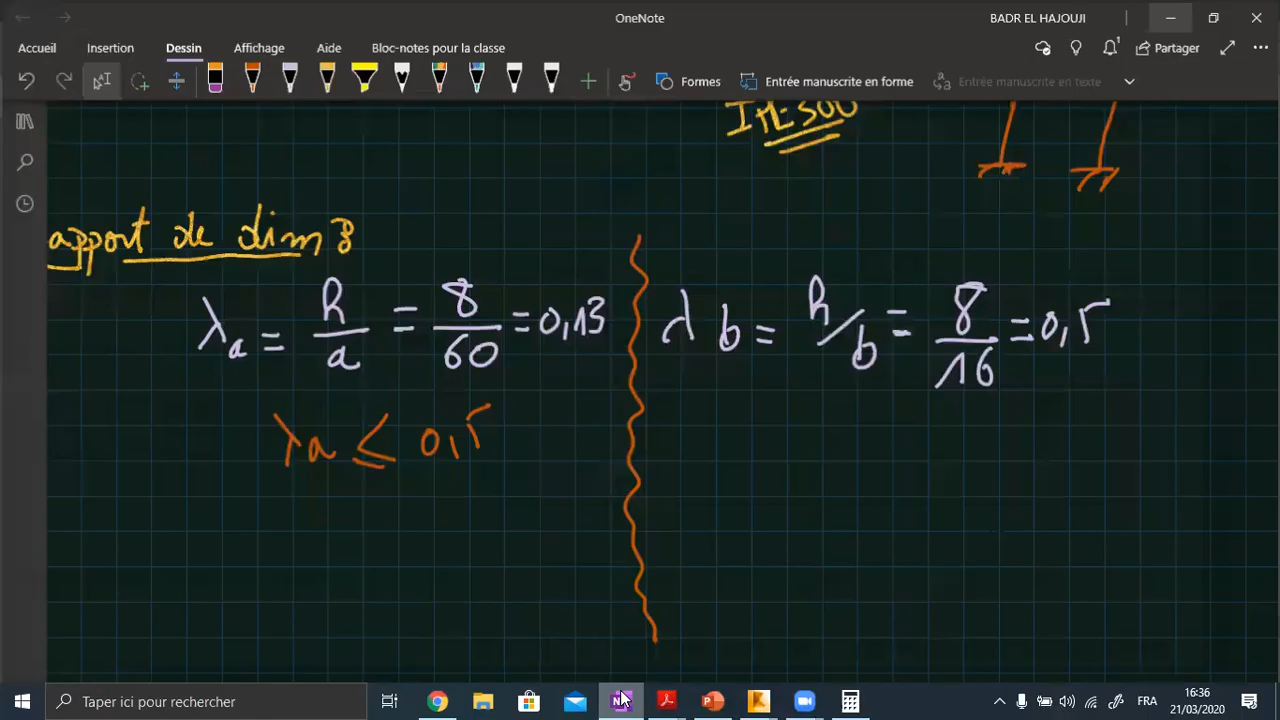 OneNote
BADR EL HAJOUJI
Accueil Insertion Dessin Affichage Aide Bloc-notes pour la classe
Partager
Formes Entrée manuscrite en forme Entrée manuscrite en texte
apport de dim
λa = h/a = 8/60 = 0,13
λ b = h/b = 8/16 = 0,5
λa ≤ 0,5
Taper ici pour rechercher
FRA
16:36
21/03/2020